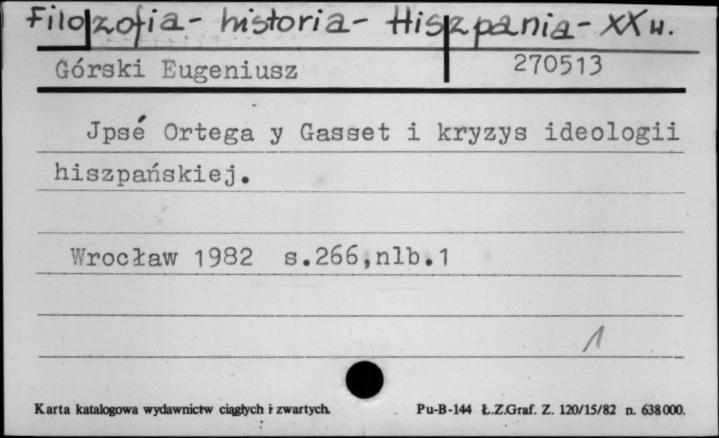 Filozofia - historia - Hiszpania - XX w.
Górski Eugeniusz 270513
Jpsé Ortega y Gasset i kryzys ideologii
hiszpańskiej.
Wrocław 1982 s.266,nlb.1
1
Karta katalogowa wydawnictw ciągłych i zwartych. Pu-B-144 Ł.Z.Graf. Z. 120/15/82 n. 638000.